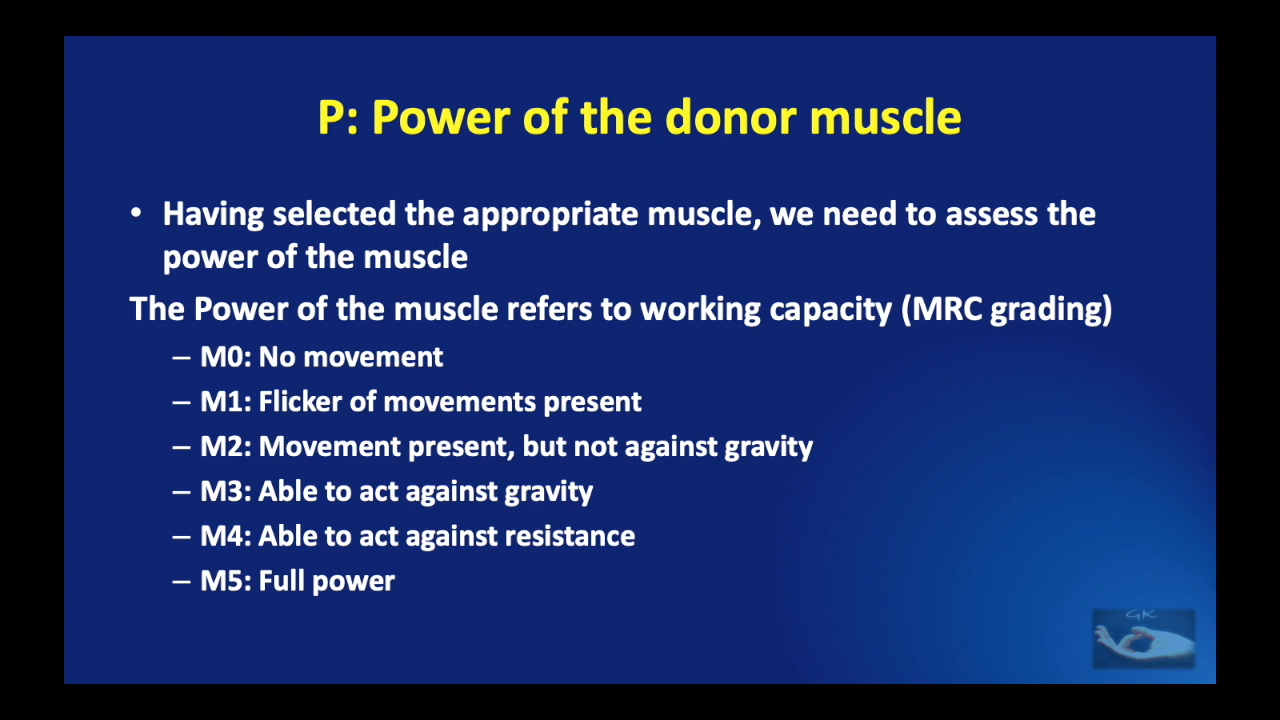 P: Power of the donor muscle
• Having selected the appropriate muscle, we need to assess the
power of the muscle
The Power of the muscle refers to working capacity (MRC grading)
– M0: No movement
– M1: Flicker of movements present
– M2: Movement present, but not against gravity
– M3: Able to act against gravity
– M4: Able to act against resistance
– M5: Full power
GK